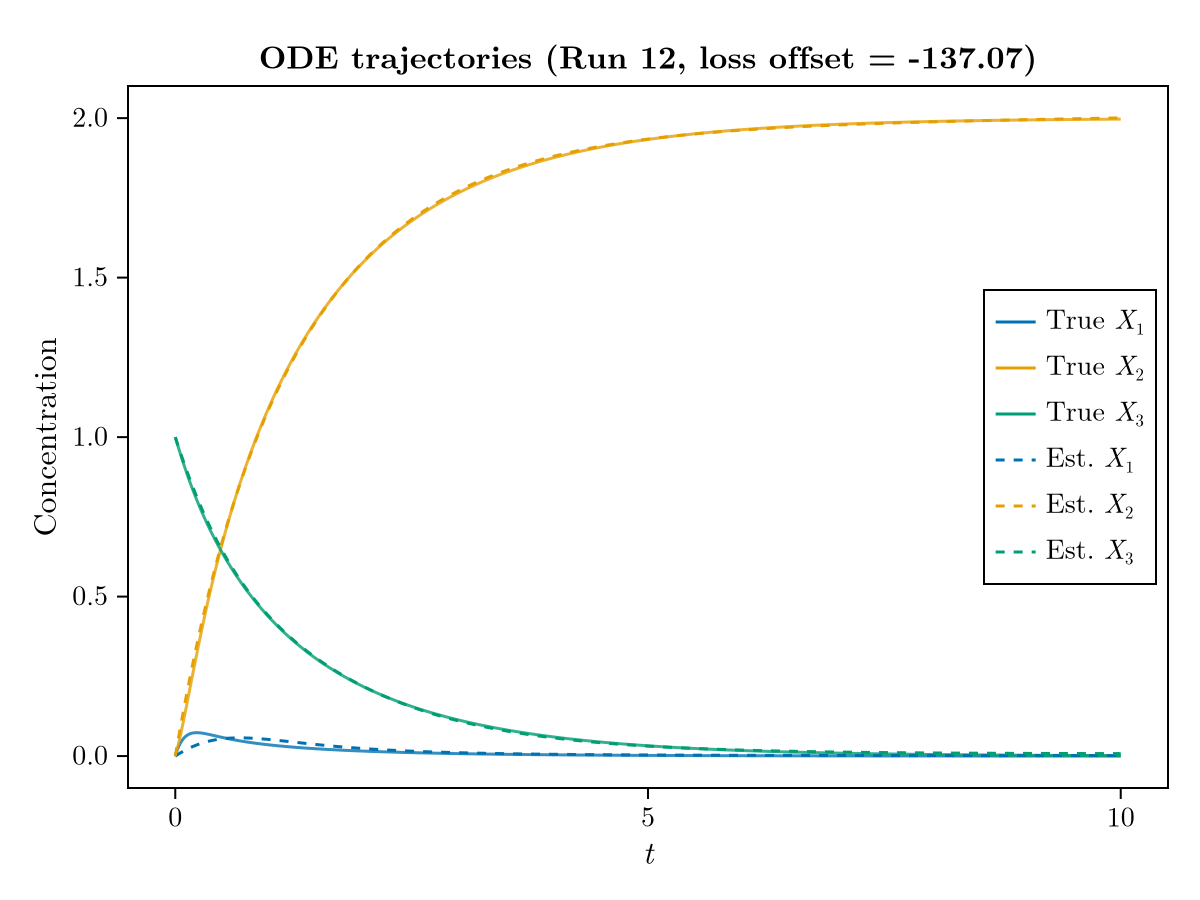 ODE trajectories (Run 12, loss offset = -137.07)
2.0
1.5
1.0
0.5
0.0
Concentration
0
5
10
t
True X₁
True X₂
True X₃
Est. X₁
Est. X₂
Est. X₃